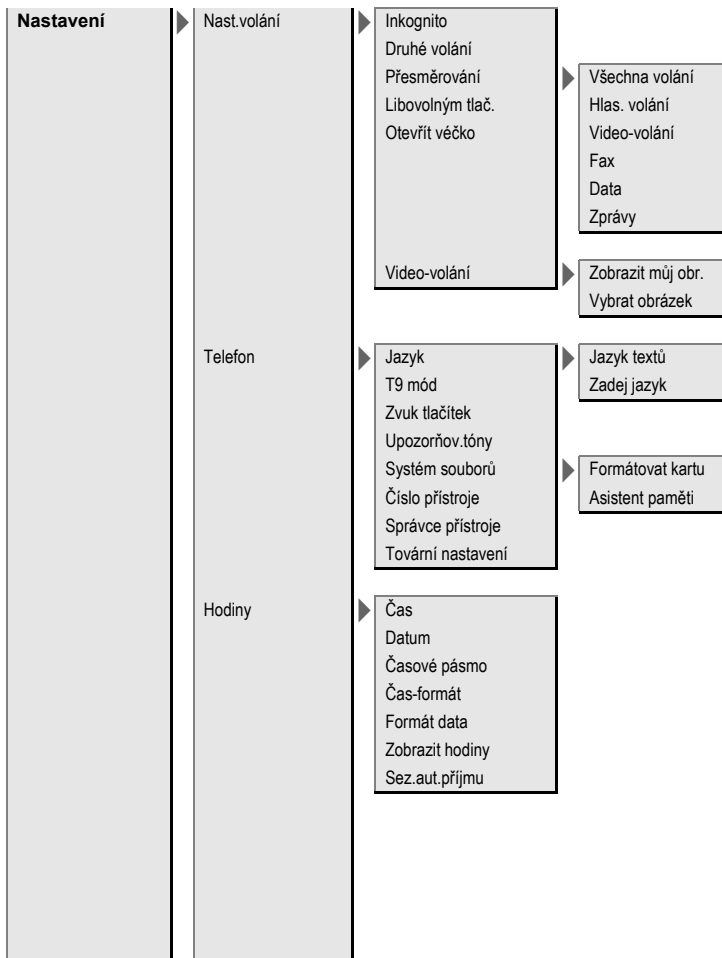 Nastavení
Nast.volání
Inkognito
Druhé volání
Přesměrování
Všechna volání
Libovolným tlač.
Hlas. volání
Otevřít véčko
Video-volání
Fax
Data
Zprávy
Video-volání
Zobrazit můj obr.
Vybrat obrázek
Telefon
Jazyk
Jazyk textů
T9 mód
Zadej jazyk
Zvuk tlačítek
Upozorňov.tóny
Systém souborů
Formátovat kartu
Číslo přístroje
Asistent paměti
Správce přístroje
Tovární nastavení
Hodiny
Čas
Datum
Časové pásmo
Čas-formát
Formát data
Zobrazit hodiny
Sez.aut.příjmu